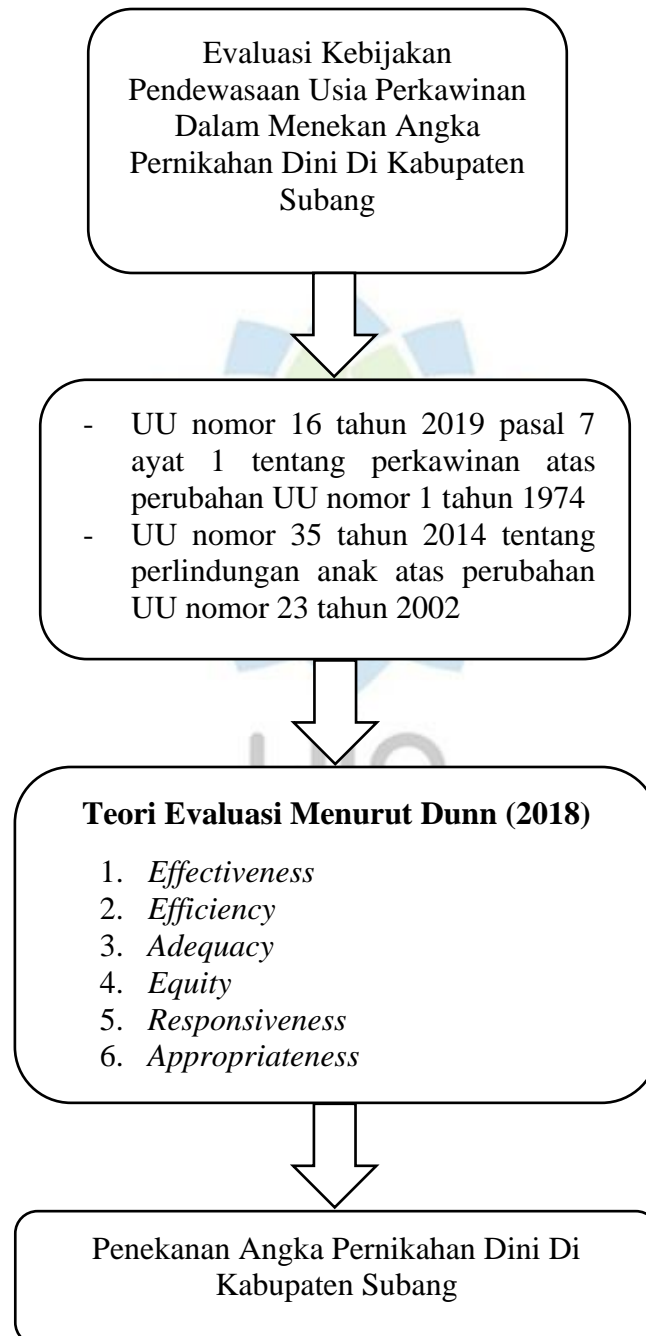 Evaluasi Kebijakan
Pendewasaan Usia Perkawinan
Dalam Menekan Angka
Pernikahan Dini Di Kabupaten
Subang
- UU nomor 16 tahun 2019 pasal 7
ayat 1 tentang perkawinan atas
perubahan UU nomor 1 tahun 1974
- UU nomor 35 tahun 2014 tentang
perlindungan anak atas perubahan
UU nomor 23 tahun 2002
Teori Evaluasi Menurut Dunn (2018)
1. Effectiveness
2. Efficiency
3. Adequacy
4. Equity
5. Responsiveness
6. Appropriateness
Penekanan Angka Pernikahan Dini Di
Kabupaten Subang